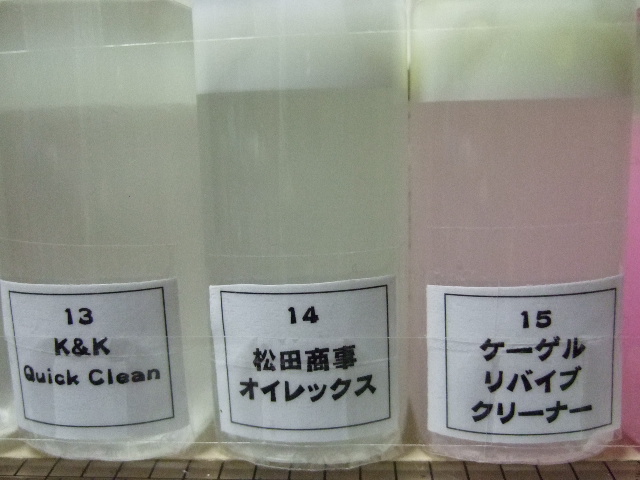 13
K&K
Quick Clean
14
松田商事
オイレックス
15
ケーゲル
リバイブ
クリーナー